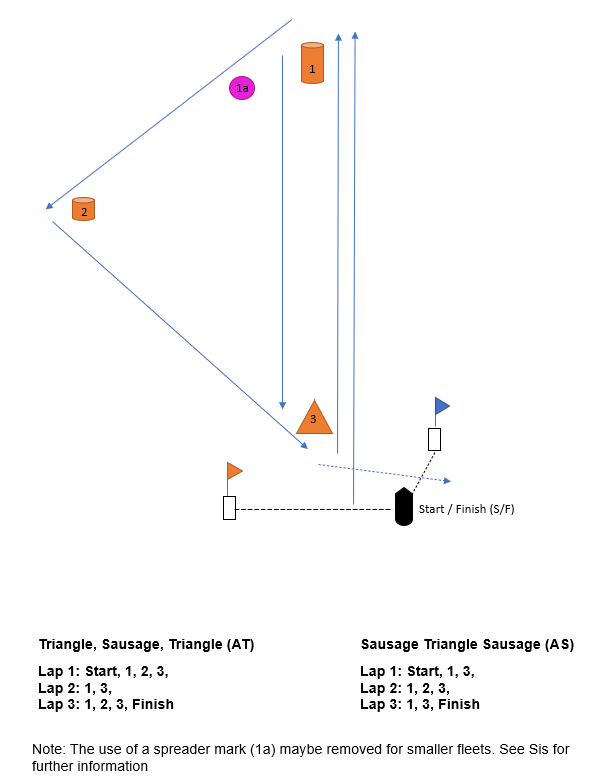 1
1a
2
3
Start / Finish (S/F)
Triangle, Sausage, Triangle (AT)
Lap 1: Start, 1, 2, 3,
Lap 2: 1, 3,
Lap 3: 1, 2, 3, Finish
Sausage Triangle Sausage (AS)
Lap 1: Start, 1, 3,
Lap 2: 1, 2, 3,
Lap 3: 1, 3, Finish
Note: The use of a spreader mark (1a) maybe removed for smaller fleets. See Sis for
further information